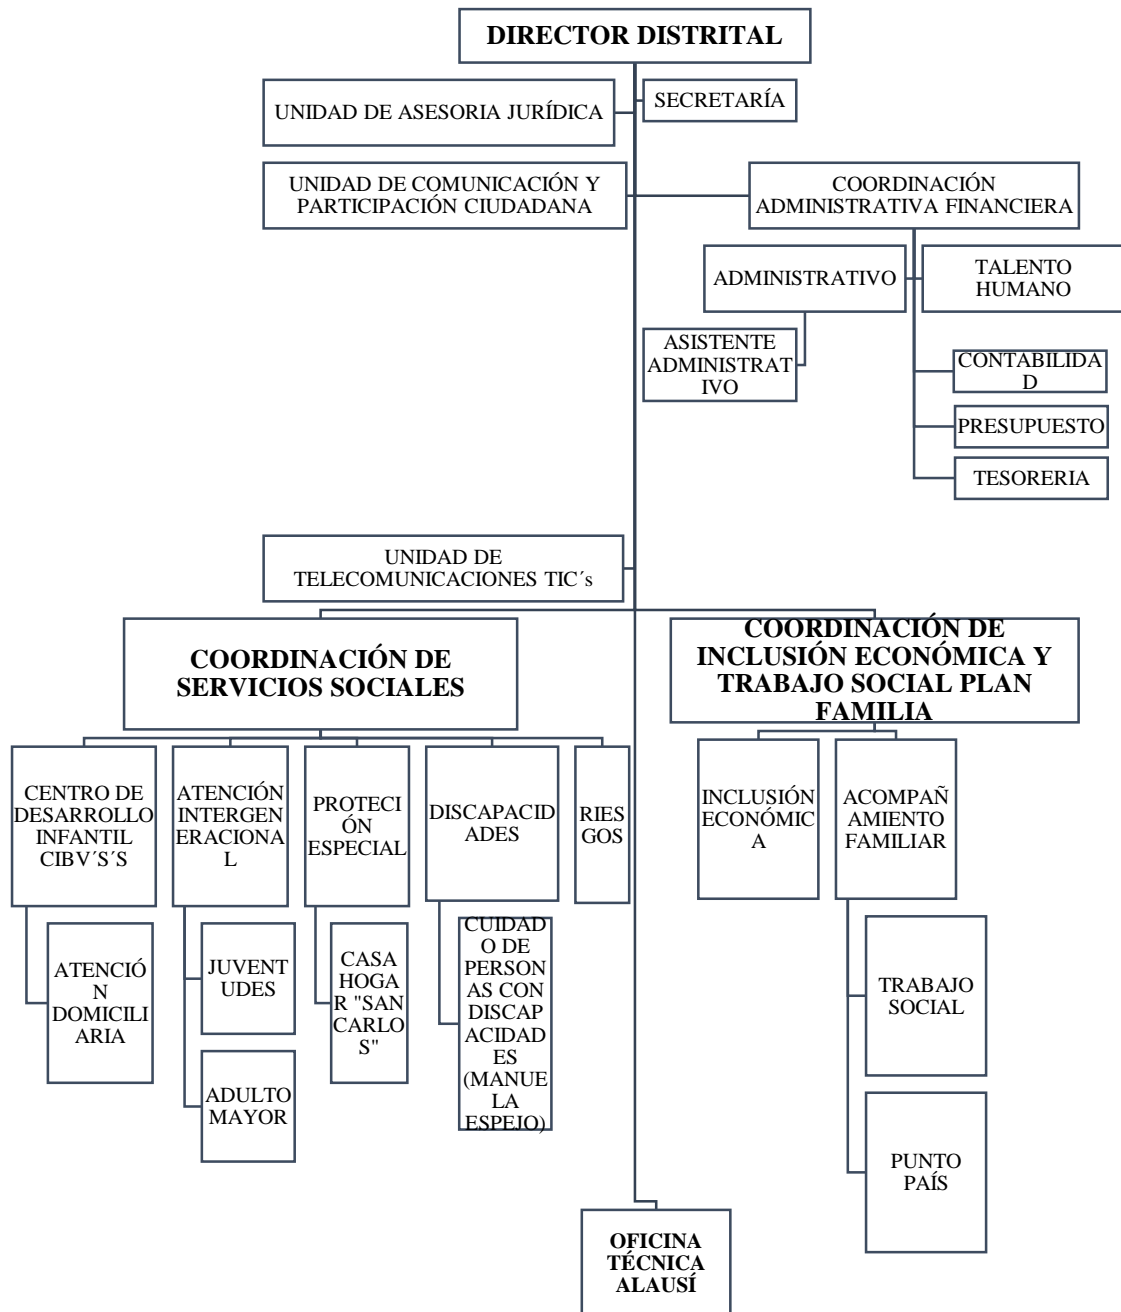 DIRECTOR DISTRITAL
UNIDAD DE ASESORIA JURÍDICA
SECRETARÍA
UNIDAD DE COMUNICACIÓN Y
PARTICIPACIÓN CIUDADANA
COORDINACIÓN
ADMINISTRATIVA FINANCIERA
ADMINISTRATIVO
TALENTO
HUMANO
ASISTENTE
ADMINISTRAT
IVO
CONTABILIDA
D
PRESUPUESTO
TESORERIA
UNIDAD DE
TELECOMUNICACIONES TIC´s
COORDINACIÓN DE
SERVICIOS SOCIALES
COORDINACIÓN DE
INCLUSIÓN ECONÓMICA Y
TRABAJO SOCIAL PLAN
FAMILIA
CENTRO DE
DESARROLLO
INFANTIL
CIBV´S´S
ATENCIÓN
INTERGEN
ERACIONA
L
PROTECI
ÓN
ESPECIAL
DISCAPACID
ADES
RIES
GOS
INCLUSIÓN
ECONÓMIC
A
ACOMPAÑ
AMIENTO
FAMILIAR
ATENCIÓ
N
DOMICILI
ARIA
JUVENT
UDES
ADULTO
MAYOR
CASA
HOGA
R "SAN
CARLO
S"
CUIDAD
O DE
PERSON
AS CON
DISCAP
ACIDAD
ES
(MANUE
LA
ESPEJO)
TRABAJO
SOCIAL
PUNTO
PAÍS
OFICINA
TÉCNICA
ALAUSÍ